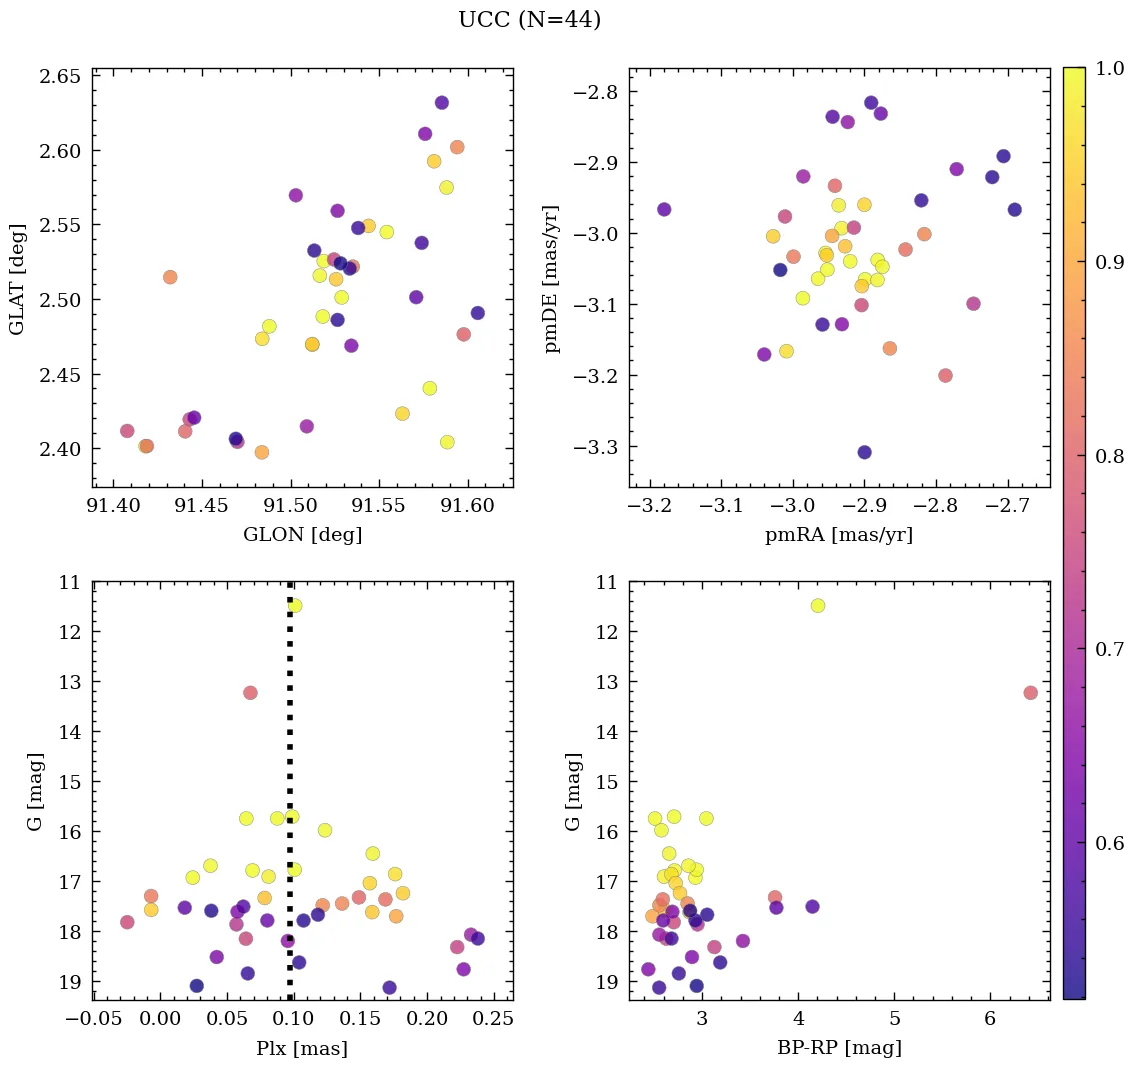 UCC (N=44)
2.65
2.60
2.55
2.50
2.45
2.40
GLAT [deg]
91.40 91.45 91.50 91.55 91.60
GLON [deg]
−2.8
−2.9
−3.0
−3.1
−3.2
−3.3
pmDE [mas/yr]
−3.2 −3.1 −3.0 −2.9 −2.8 −2.7
pmRA [mas/yr]
11
12
13
14
15
16
17
18
19
G [mag]
−0.05 0.00 0.05 0.10 0.15 0.20 0.25
Plx [mas]
11
12
13
14
15
16
17
18
19
G [mag]
3 4 5 6
BP-RP [mag]
1.0
0.9
0.8
0.7
0.6